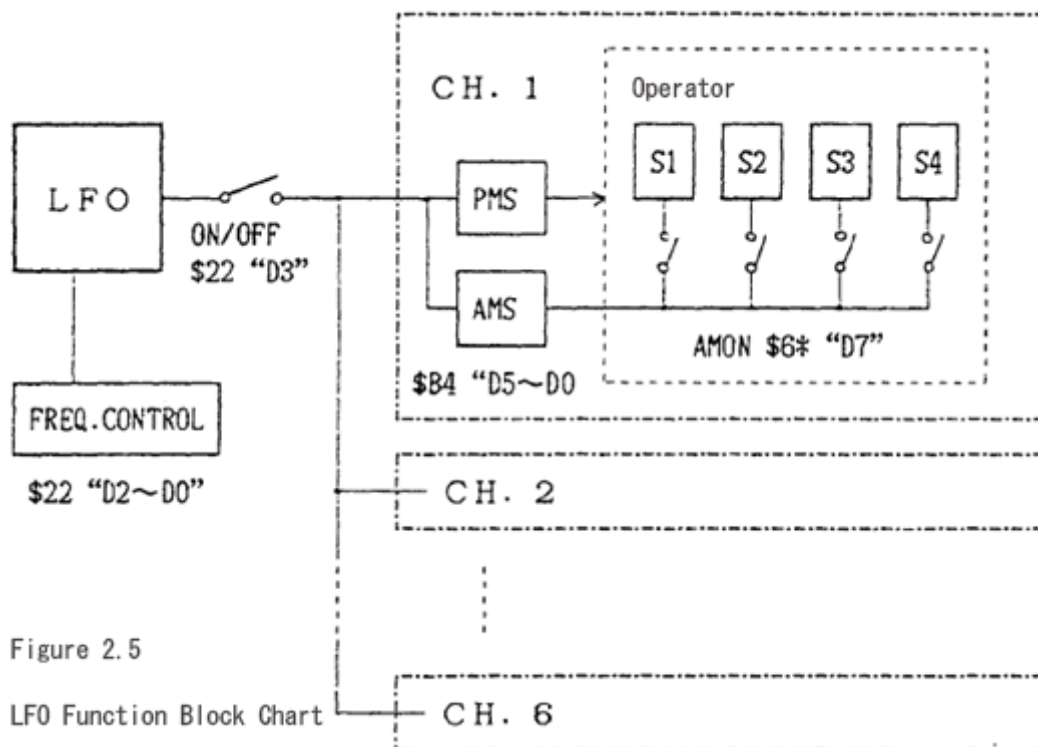 CH. 1
Operator
LFO
S1 S2 S3 S4
PMS
ON/OFF
$22 “D3”
AMS
AMON $6* “D7”
$B4 “D5～D0
FREQ.CONTROL
$22 “D2～D0”
CH. 2
Figure 2.5
LFO Function Block Chart
CH. 6